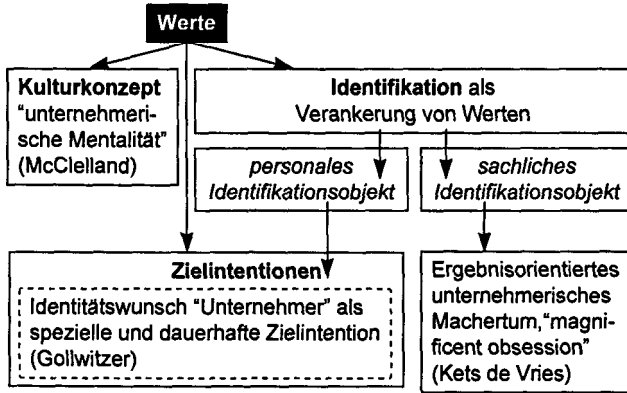 Werte
Kulturkonzept
“unternehmeri-
sche Mentalität”
(McClelland)
Identifikation als
Verankerung von Werten
personales
Identifikationsobjekt
sachliches
Identifikationsobjekt
Zielintentionen
Identitätswunsch “Unternehmer” als
spezielle und dauerhafte Zielintention
(Gollwitzer)
Ergebnisorientiertes
unternehmerisches
Machertum,“magni-
ficent obsession”
(Kets de Vries)